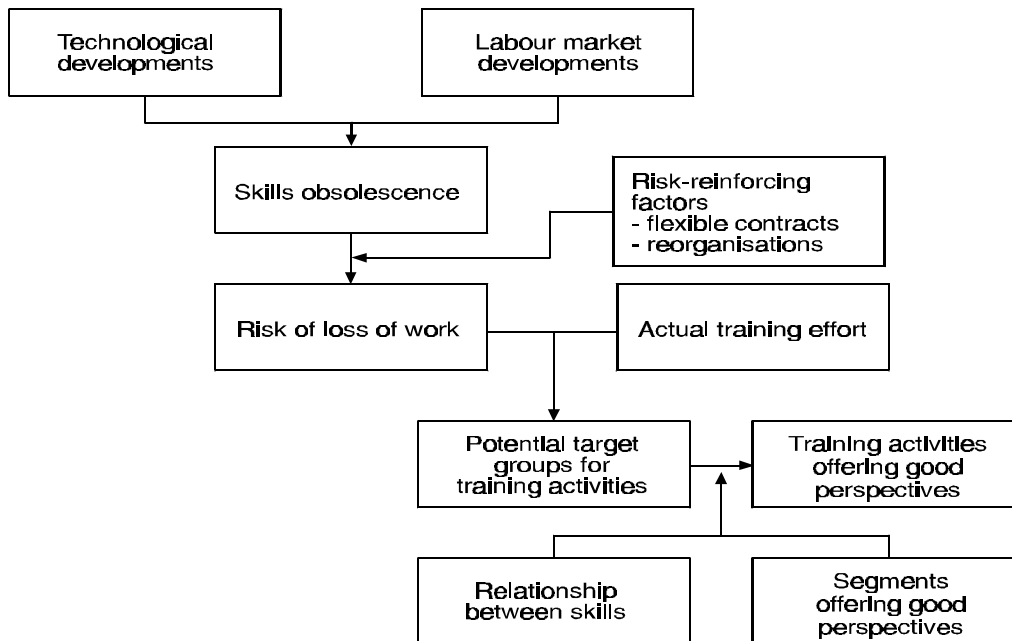 Technological
developments
Labour market
developments
Skills obsolescence
Risk-reinforcing
factors
- flexible contracts
- reorganisations
Risk of loss of work
Actual training effort
Potential target
groups for
training activities
Training activities
offering good
perspectives
Relationship
between skills
Segments
offering good
perspectives